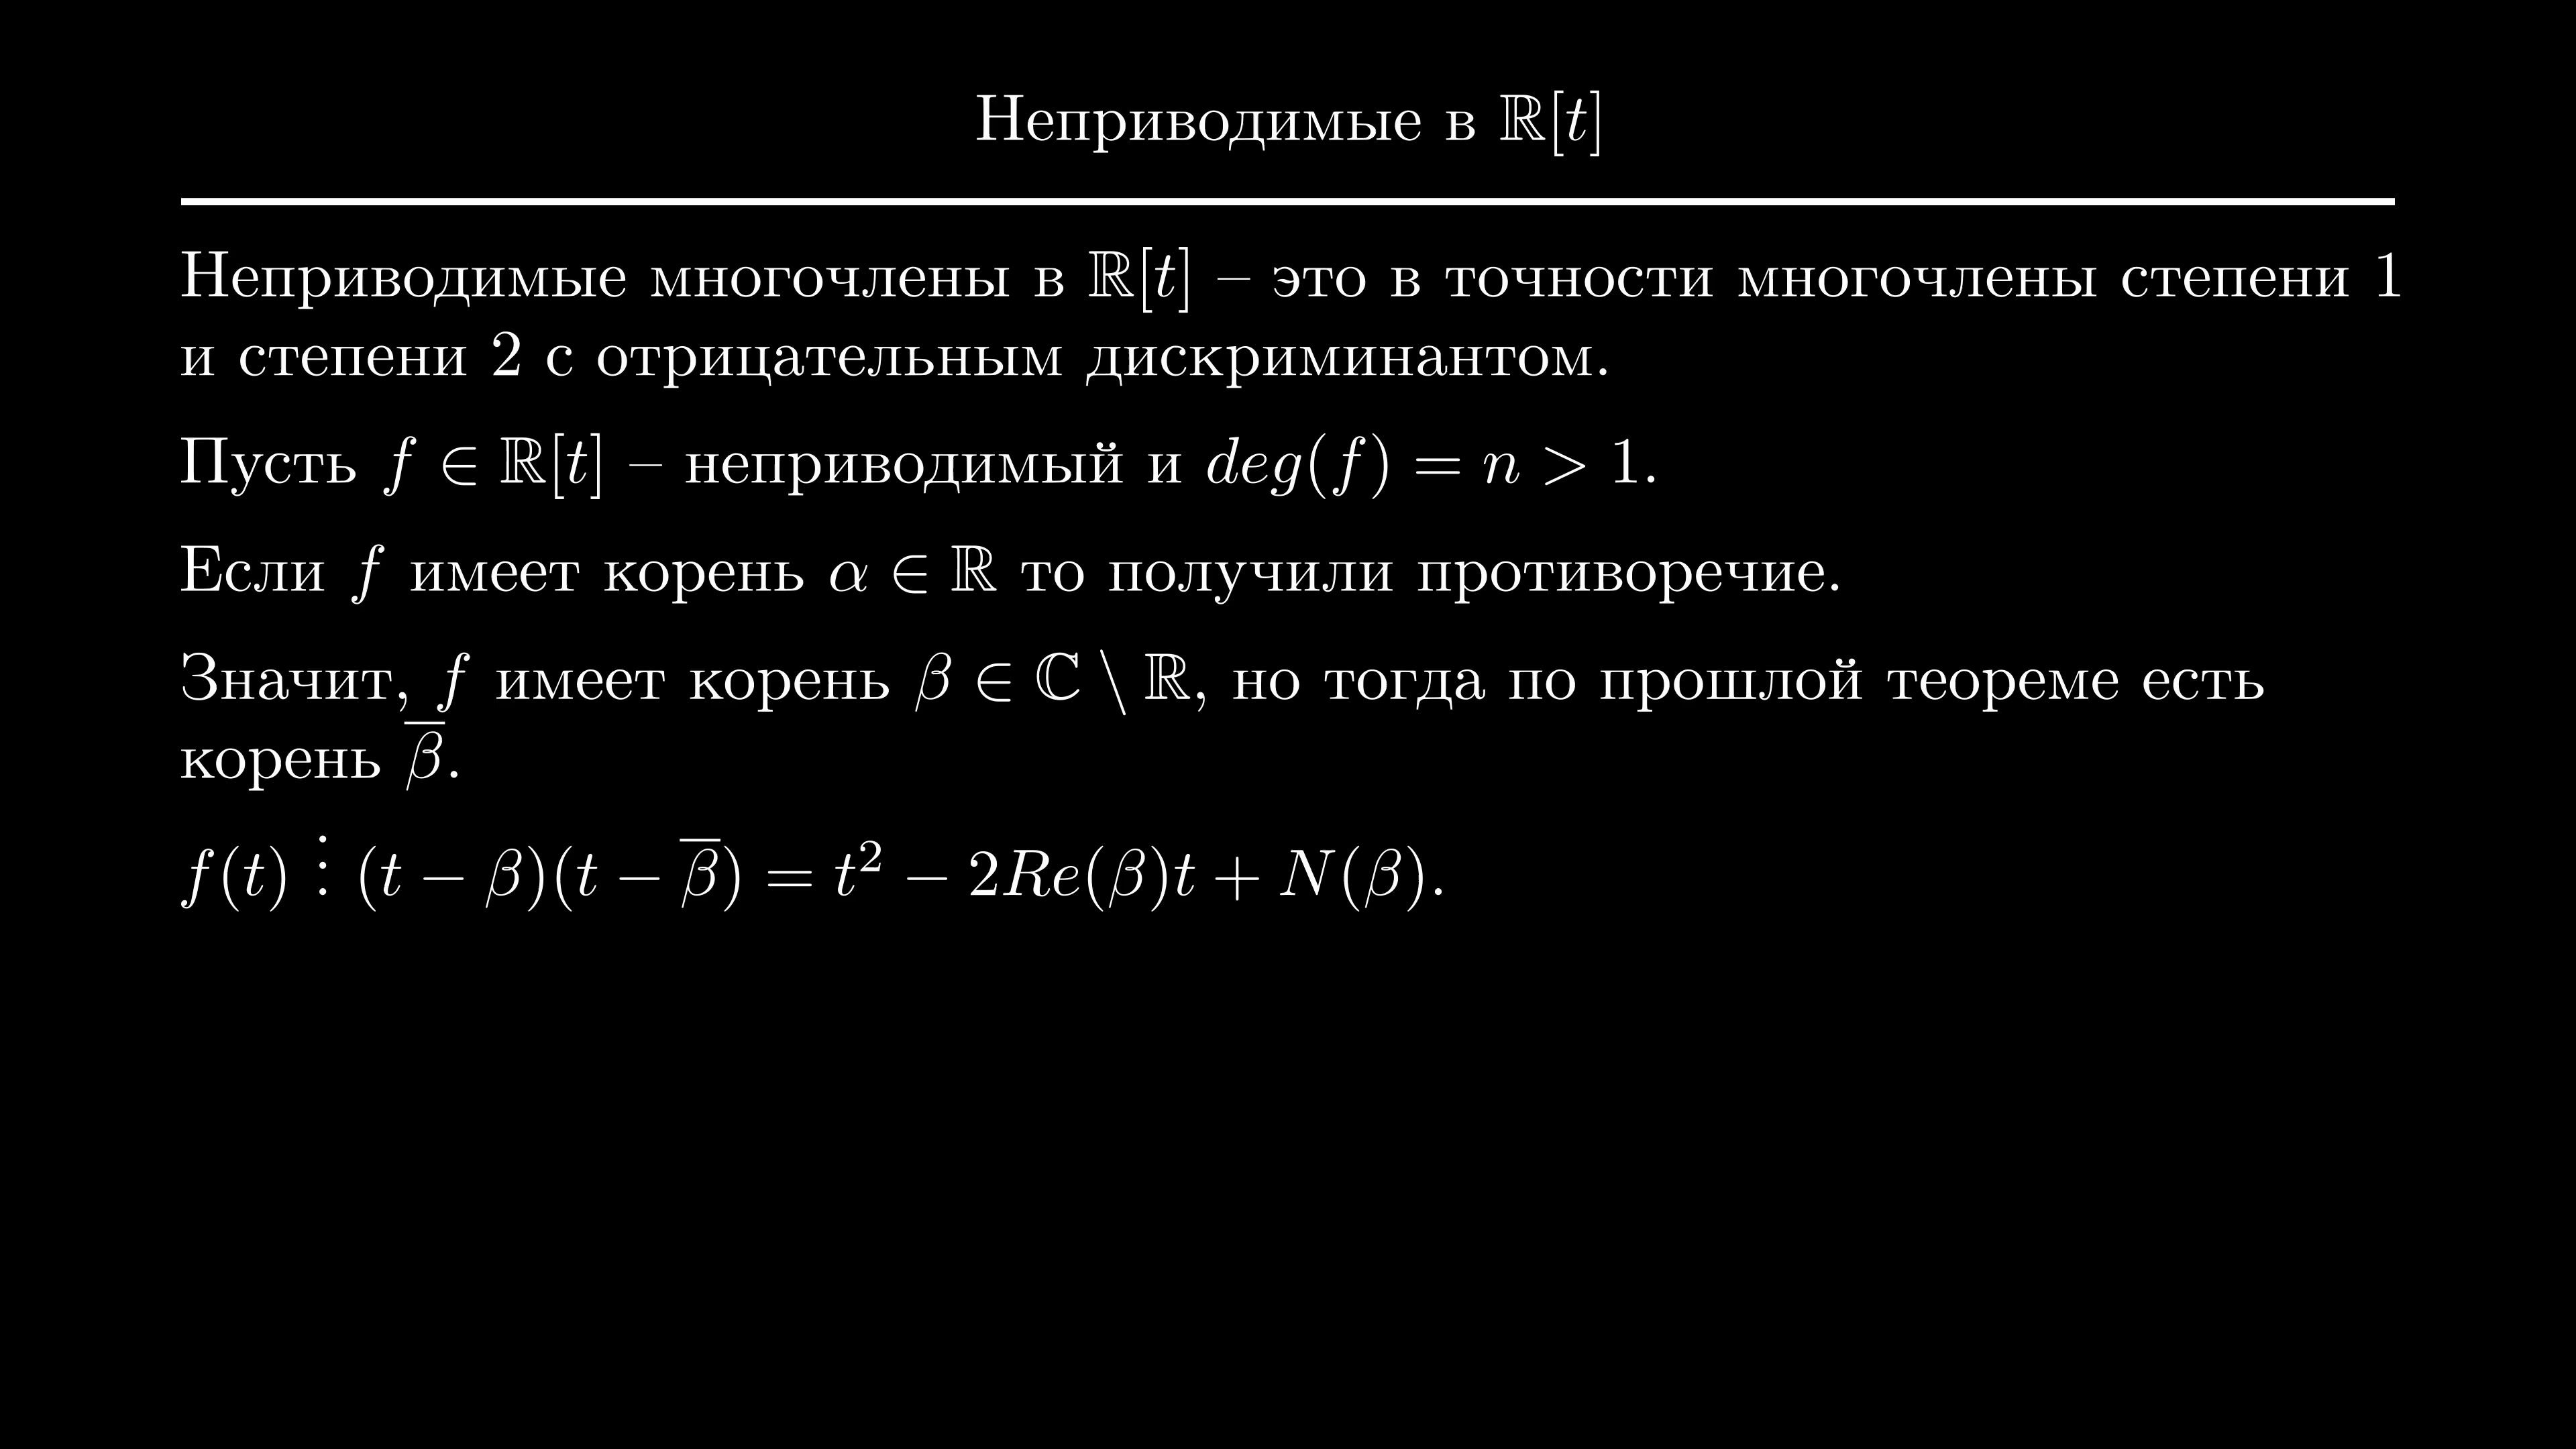 Неприводимые в ℝ[t]
Неприводимые многочлены в ℝ[t] – это в точности многочлены степени 1
и степени 2 с отрицательным дискриминантом.
Пусть f ∈ ℝ[t] – неприводимый и deg(f) = n > 1.
Если f имеет корень α ∈ ℝ то получили противоречие.
Значит, f имеет корень β ∈ ℂ \ ℝ, но тогда по прошлой теореме есть
корень β̅.
f(t) ⋮ (t − β)(t − β̅) = t² − 2Re(β)t + N(β).